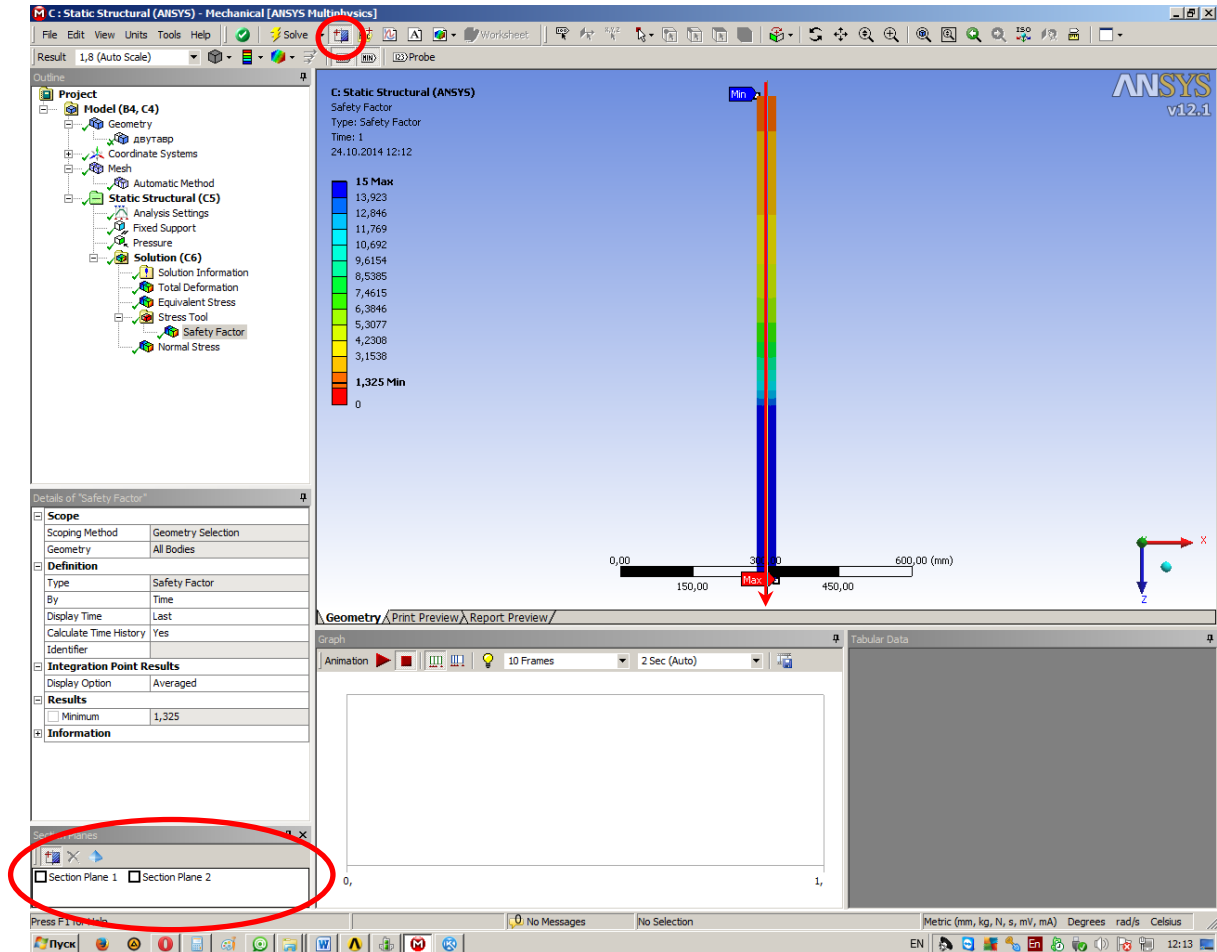 C : Static Structural (ANSYS) - Mechanical [ANSYS Multiphysics]
File Edit View Units Tools Help Solve Worksheet
Result 1,8 (Auto Scale) Probe
Outline
Project
Model (B4, C4)
Geometry
двутавр
Coordinate Systems
Mesh
Automatic Method
Static Structural (C5)
Analysis Settings
Fixed Support
Pressure
Solution (C6)
Solution Information
Total Deformation
Equivalent Stress
Stress Tool
Safety Factor
Normal Stress
C: Static Structural (ANSYS)
Safety Factor
Type: Safety Factor
Time: 1
24.10.2014 12:12
15 Max
13,923
12,846
11,769
10,692
9,6154
8,5385
7,4615
6,3846
5,3077
4,2308
3,1538
1,325 Min
0
Min
Max
ANSYS
v12.1
0,00 600,00 (mm)
150,00 450,00
X
Z
Geometry Print Preview Report Preview
Details of "Safety Factor"
Scope
Scoping Method Geometry Selection
Geometry All Bodies
Definition
Type Safety Factor
By Time
Display Time Last
Calculate Time History Yes
Identifier
Integration Point Results
Display Option Averaged
Results
Minimum 1,325
Information
Graph
Animation 10 Frames 2 Sec (Auto)
0, 1,
Tabular Data
Section Planes
Section Plane 1 Section Plane 2
Press F1 for Help
0 No Messages No Selection Metric (mm, kg, N, s, mV, mA) Degrees rad/s Celsius
Пуск EN En 12:13